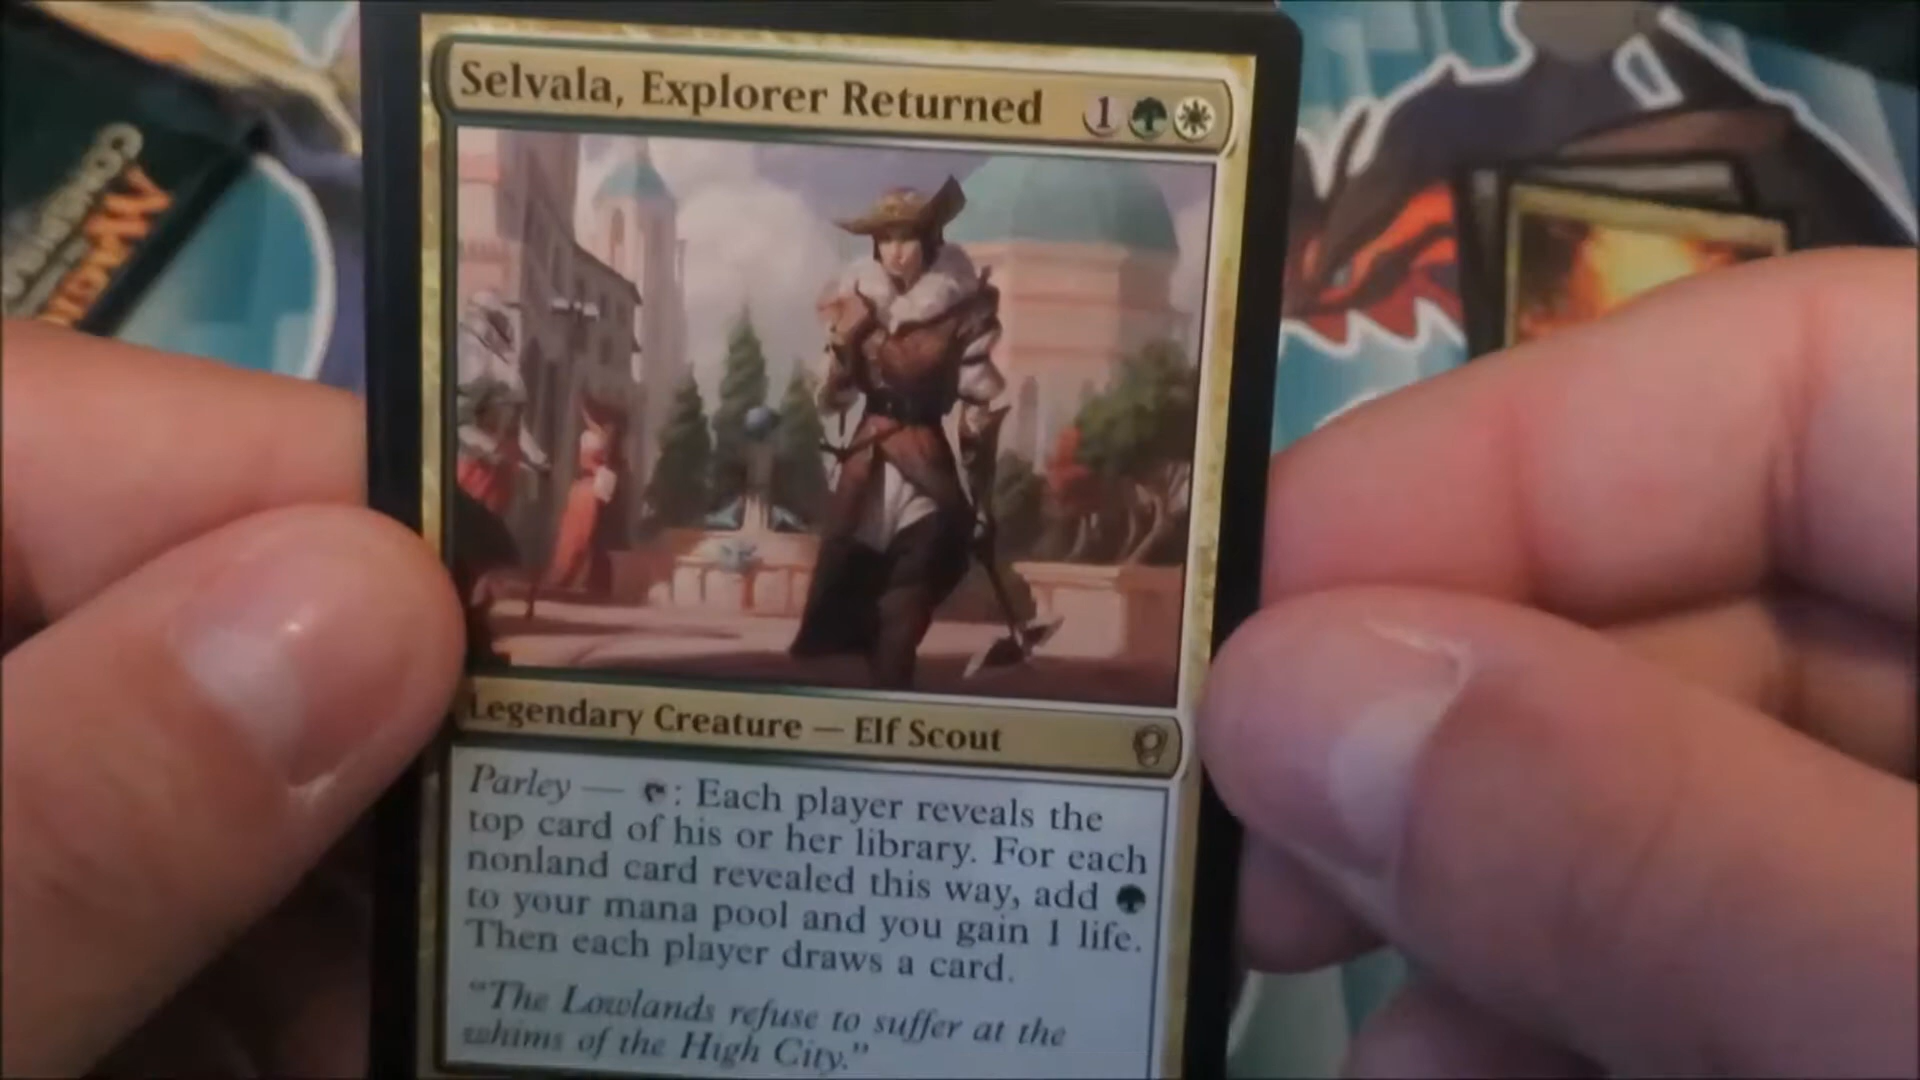 Selvala, Explorer Returned 1
Legendary Creature — Elf Scout
Parley — : Each player reveals the
top card of his or her library. For each
nonland card revealed this way, add
to your mana pool and you gain 1 life.
Then each player draws a card.
“The Lowlands refuse to suffer at the
whims of the High City.”